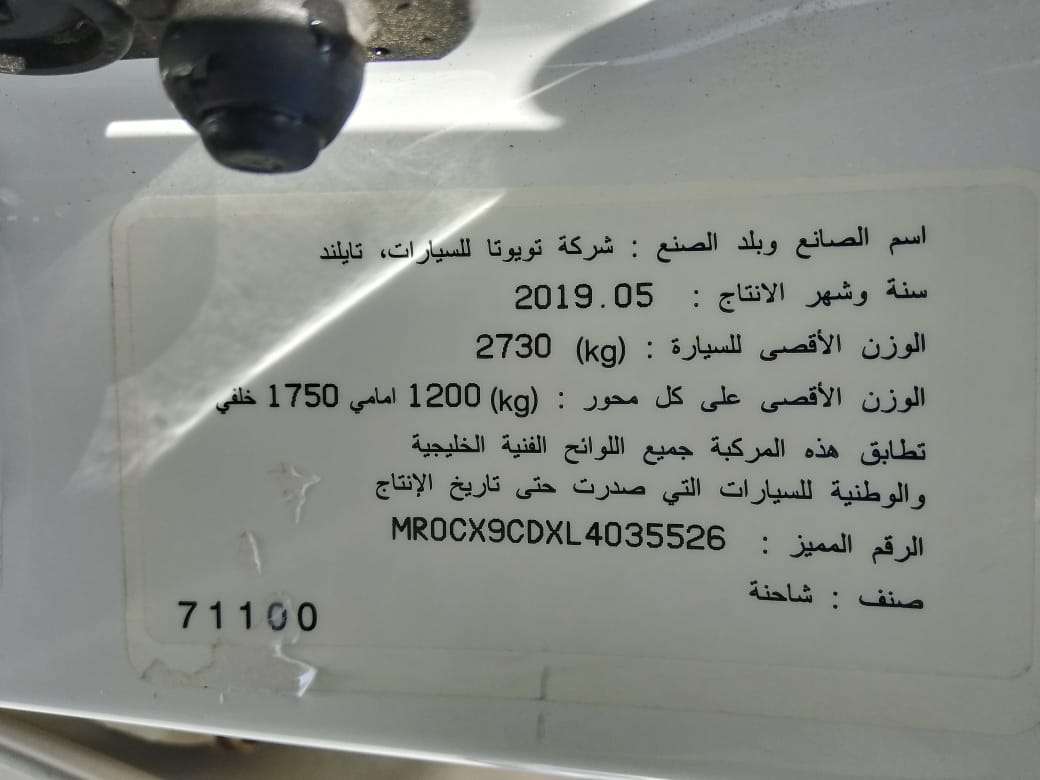 اسم الصانع وبلد الصنع : شركة تويوتا للسيارات، تايلند
سنة وشهر الانتاج : 2019.05
الوزن الأقصى للسيارة : (kg) 2730
الوزن الأقصى على كل محور : (kg) 1200 امامي 1750 خلفي
تطابق هذه المركبة جميع اللوائح الفنية الخليجية
والوطنية للسيارات التي صدرت حتى تاريخ الإنتاج
الرقم المميز : MR0CX9CDXL4035526
صنف : شاحنة
71100